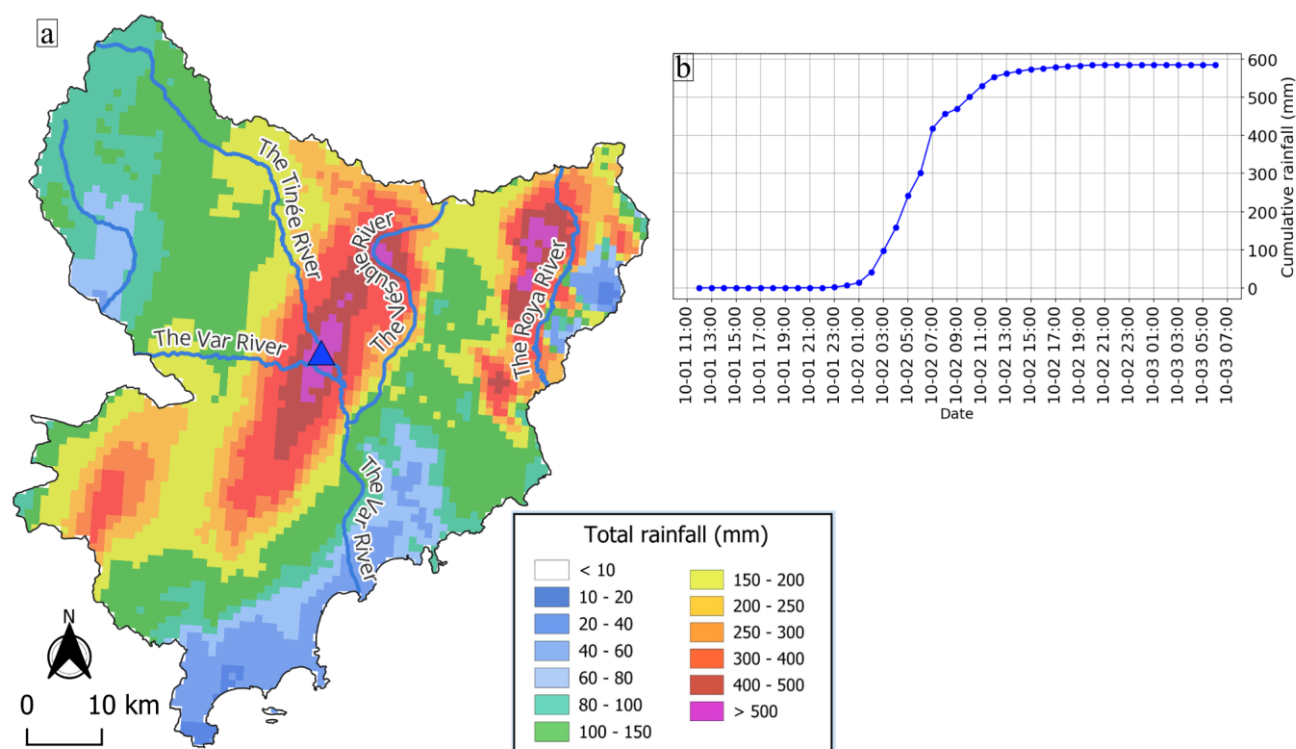 a
The Tinée River
The Vésubie River
The Roya River
The Var River
The Var River
N
0 10 km
Total rainfall (mm)
< 10
10 - 20
20 - 40
40 - 60
60 - 80
80 - 100
100 - 150
150 - 200
200 - 250
250 - 300
300 - 400
400 - 500
> 500
b
600
500
400
300
200
100
0
Cumulative rainfall (mm)
10-01 11:00
10-01 13:00
10-01 15:00
10-01 17:00
10-01 19:00
10-01 21:00
10-01 23:00
10-02 01:00
10-02 03:00
10-02 05:00
10-02 07:00
10-02 09:00
10-02 11:00
10-02 13:00
10-02 15:00
10-02 17:00
10-02 19:00
10-02 21:00
10-02 23:00
10-03 01:00
10-03 03:00
10-03 05:00
10-03 07:00
Date